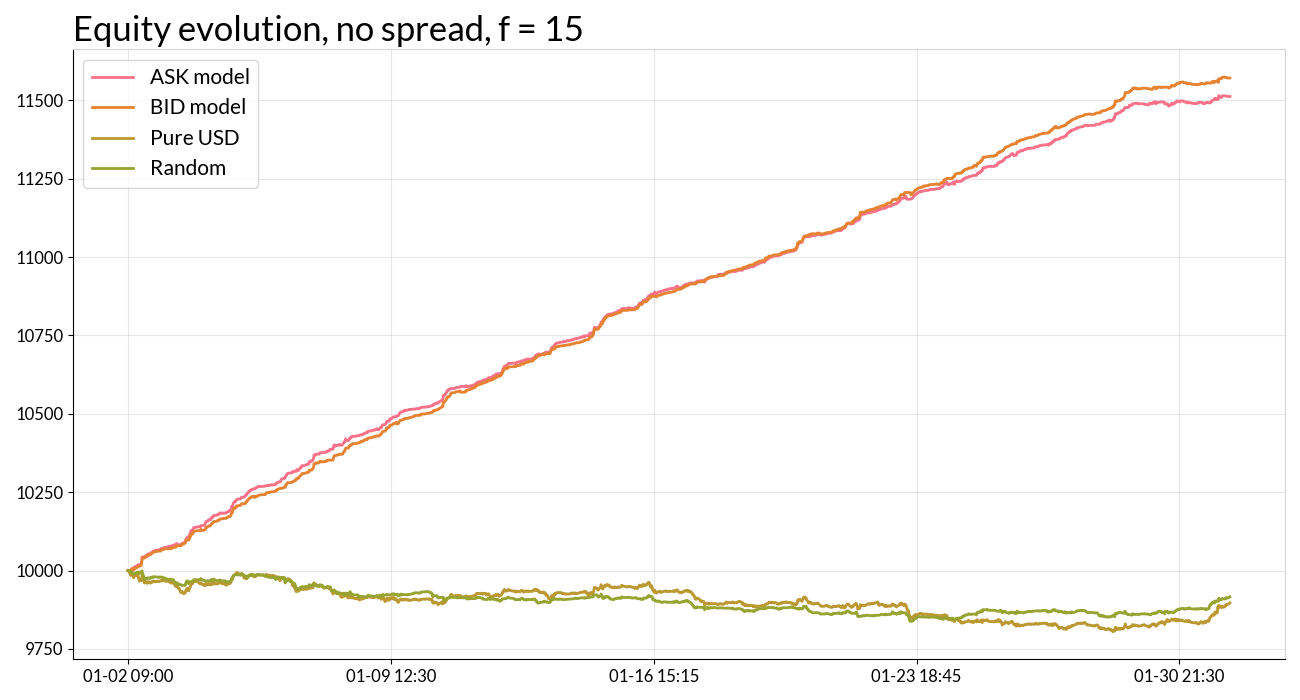 Equity evolution, no spread, f = 15
ASK model
BID model
Pure USD
Random
11500
11250
11000
10750
10500
10250
10000
9750
01-02 09:00
01-09 12:30
01-16 15:15
01-23 18:45
01-30 21:30